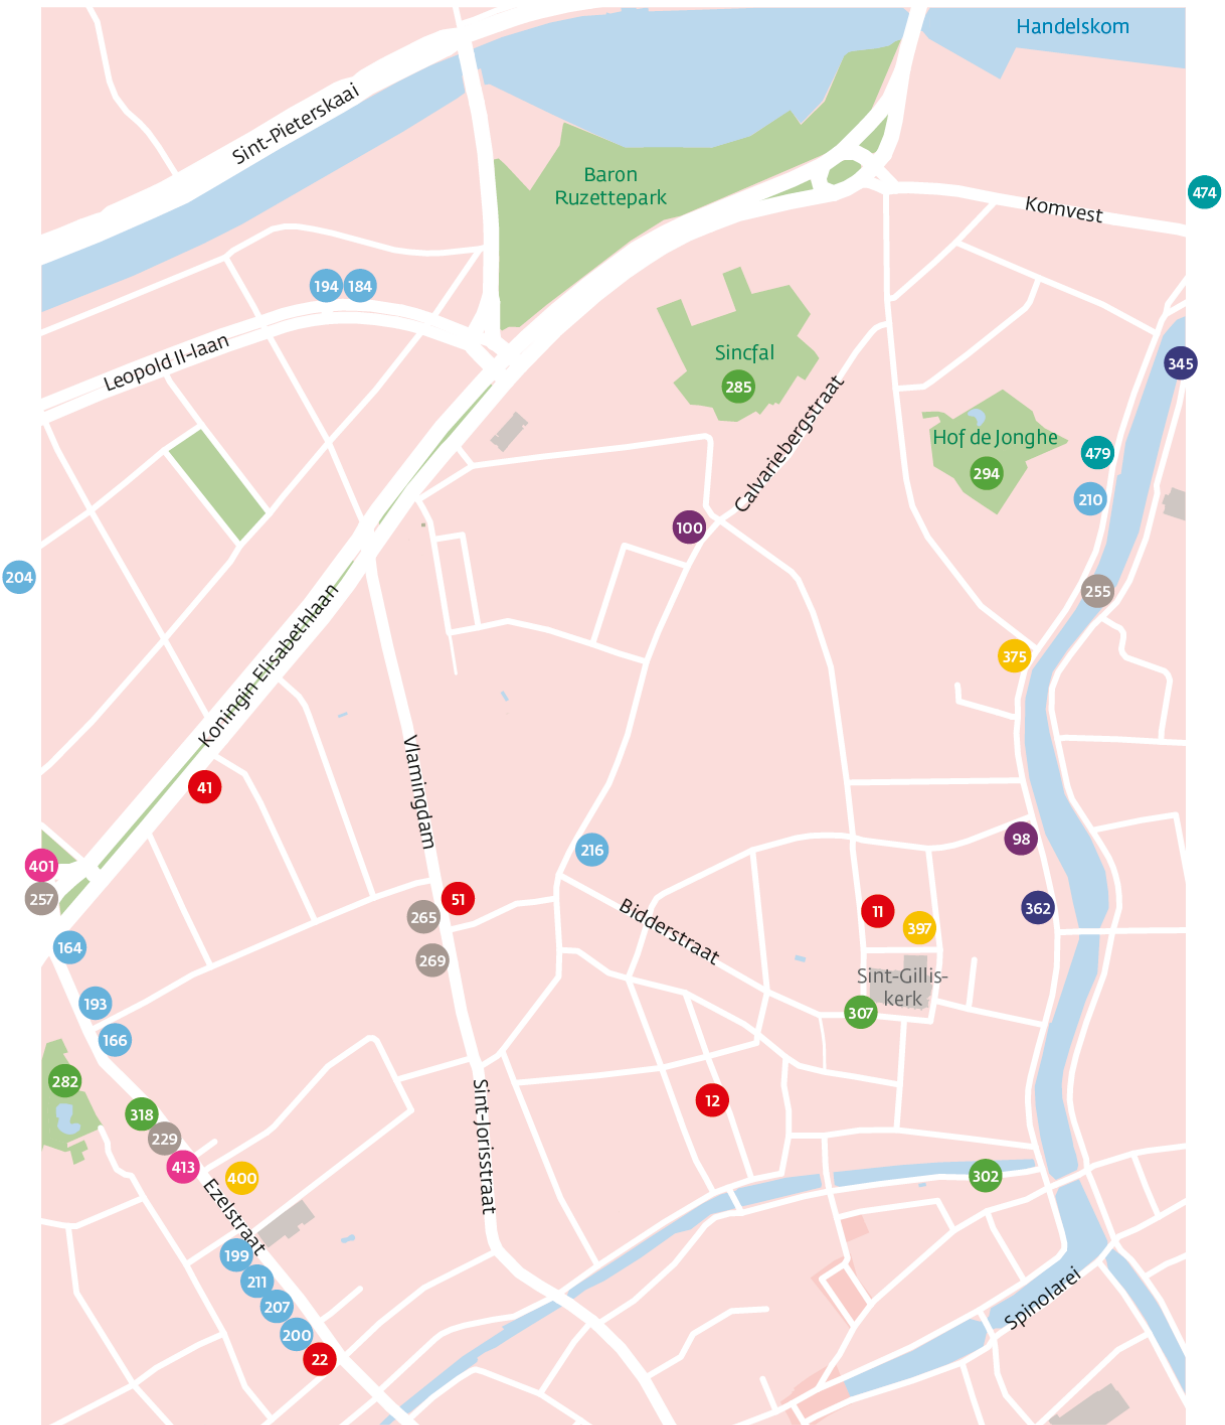 Handelskom
Sint-Pieterskaai
Baron
Ruzettepark
474
Komvest
194
184
Leopold II-laan
Sincfal
285
345
Calvariebergstraat
Hof de Jonghe
294
479
210
100
204
255
Koningin Elisabethlaan
375
Vlamingdam
41
98
216
401
257
51
265
Bidderstraat
11
397
362
164
269
Sint-Gillis-
kerk
193
307
166
282
12
318
229
Sint-Jorisstraat
413
400
302
Ezelstraat
199
211
207
Spinolarei
200
22